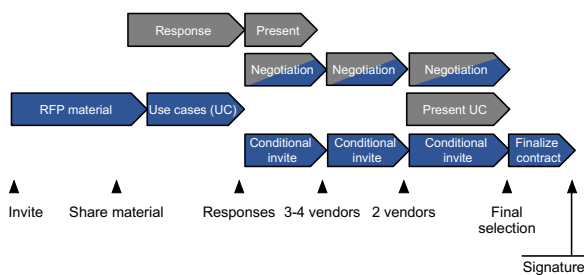 Response
Present
Negotiation
Negotiation
Negotiation
RFP material
Use cases (UC)
Present UC
Conditional
invite
Conditional
invite
Conditional
invite
Finalize
contract
Invite
Share material
Responses
3-4 vendors
2 vendors
Final
selection
Signature